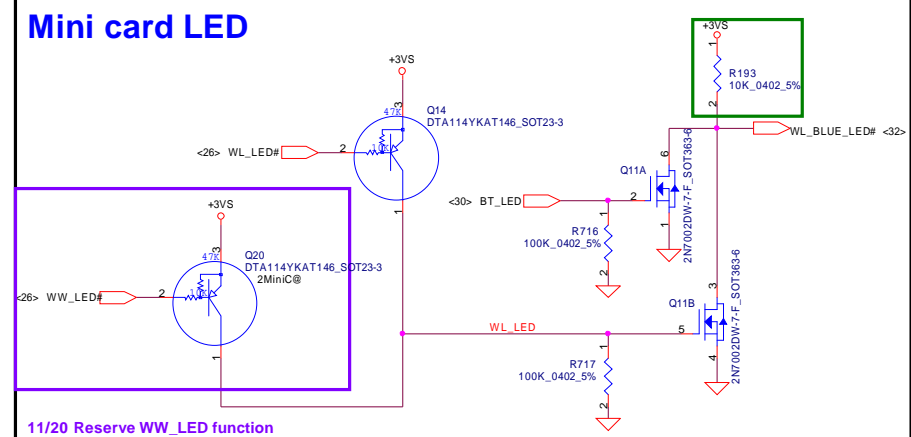 Mini card LED
+3VS
1
R193
10K_0402_5%
2
WL_BLUE_LED# <32>
+3VS
3
47K
Q14
DTA114YKAT146_SOT23-3
<26> WL_LED#
2
10K
1
6
Q11A
2
1
2N7002DW-7-F_SOT363-6
<30> BT_LED
1
R716
100K_0402_5%
2
+3VS
3
47K
Q20
DTA114YKAT146_SOT23-3
2MiniC@
<26> WW_LED#
2
10K
1
WL_LED
3
Q11B
5
4
2N7002DW-7-F_SOT363-6
1
R717
100K_0402_5%
2
11/20 Reserve WW_LED function